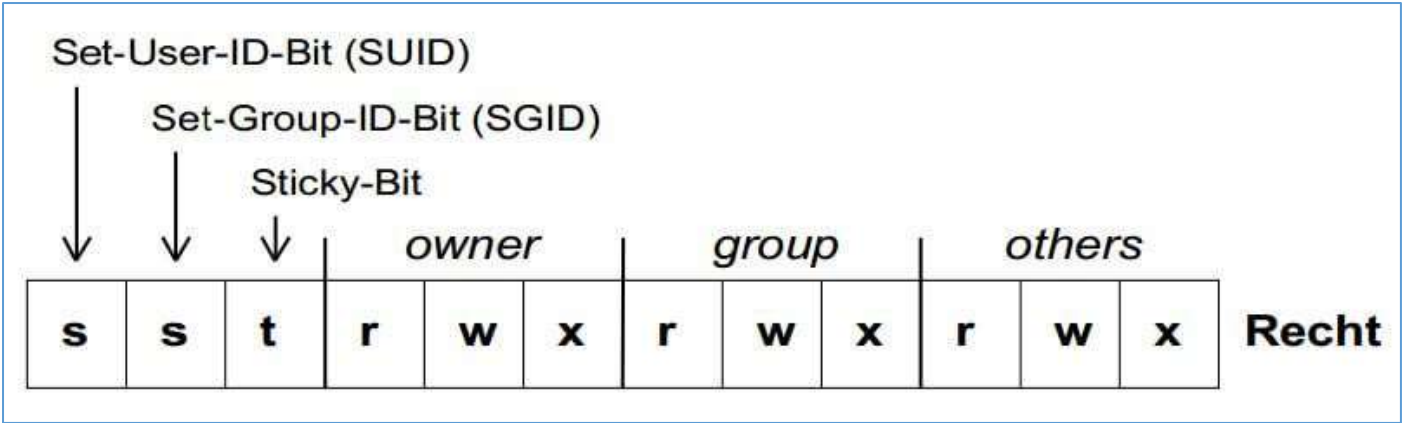 Set-User-ID-Bit (SUID)
Set-Group-ID-Bit (SGID)
Sticky-Bit
owner group others
s s t r w x r w x r w x Recht